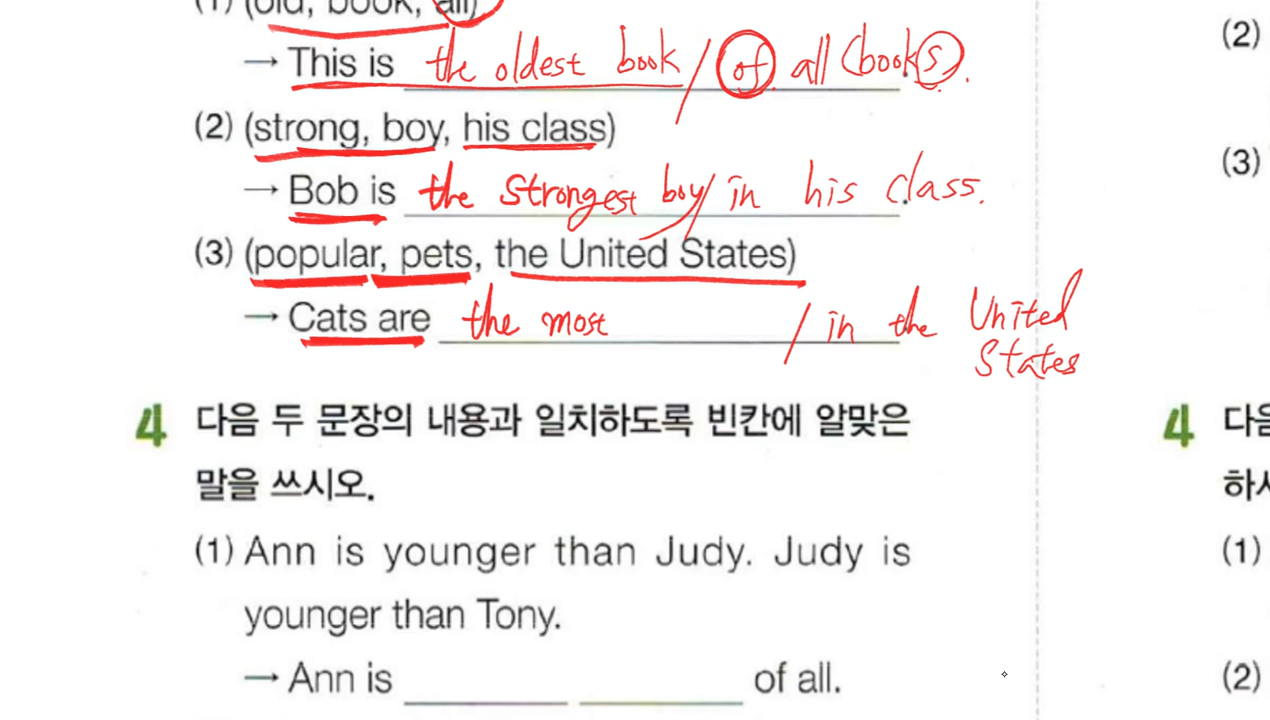 (1) (old, book, all)
→ This is the oldest book / of all (books).
(2) (strong, boy, his class)
→ Bob is the strongest boy / in his class.
(3) (popular, pets, the United States)
→ Cats are the most / in the United States
4 다음 두 문장의 내용과 일치하도록 빈칸에 알맞은
말을 쓰시오.
(1) Ann is younger than Judy. Judy is
younger than Tony.
→ Ann is of all.
(2)
(3)
4 다음
(1)
(2)